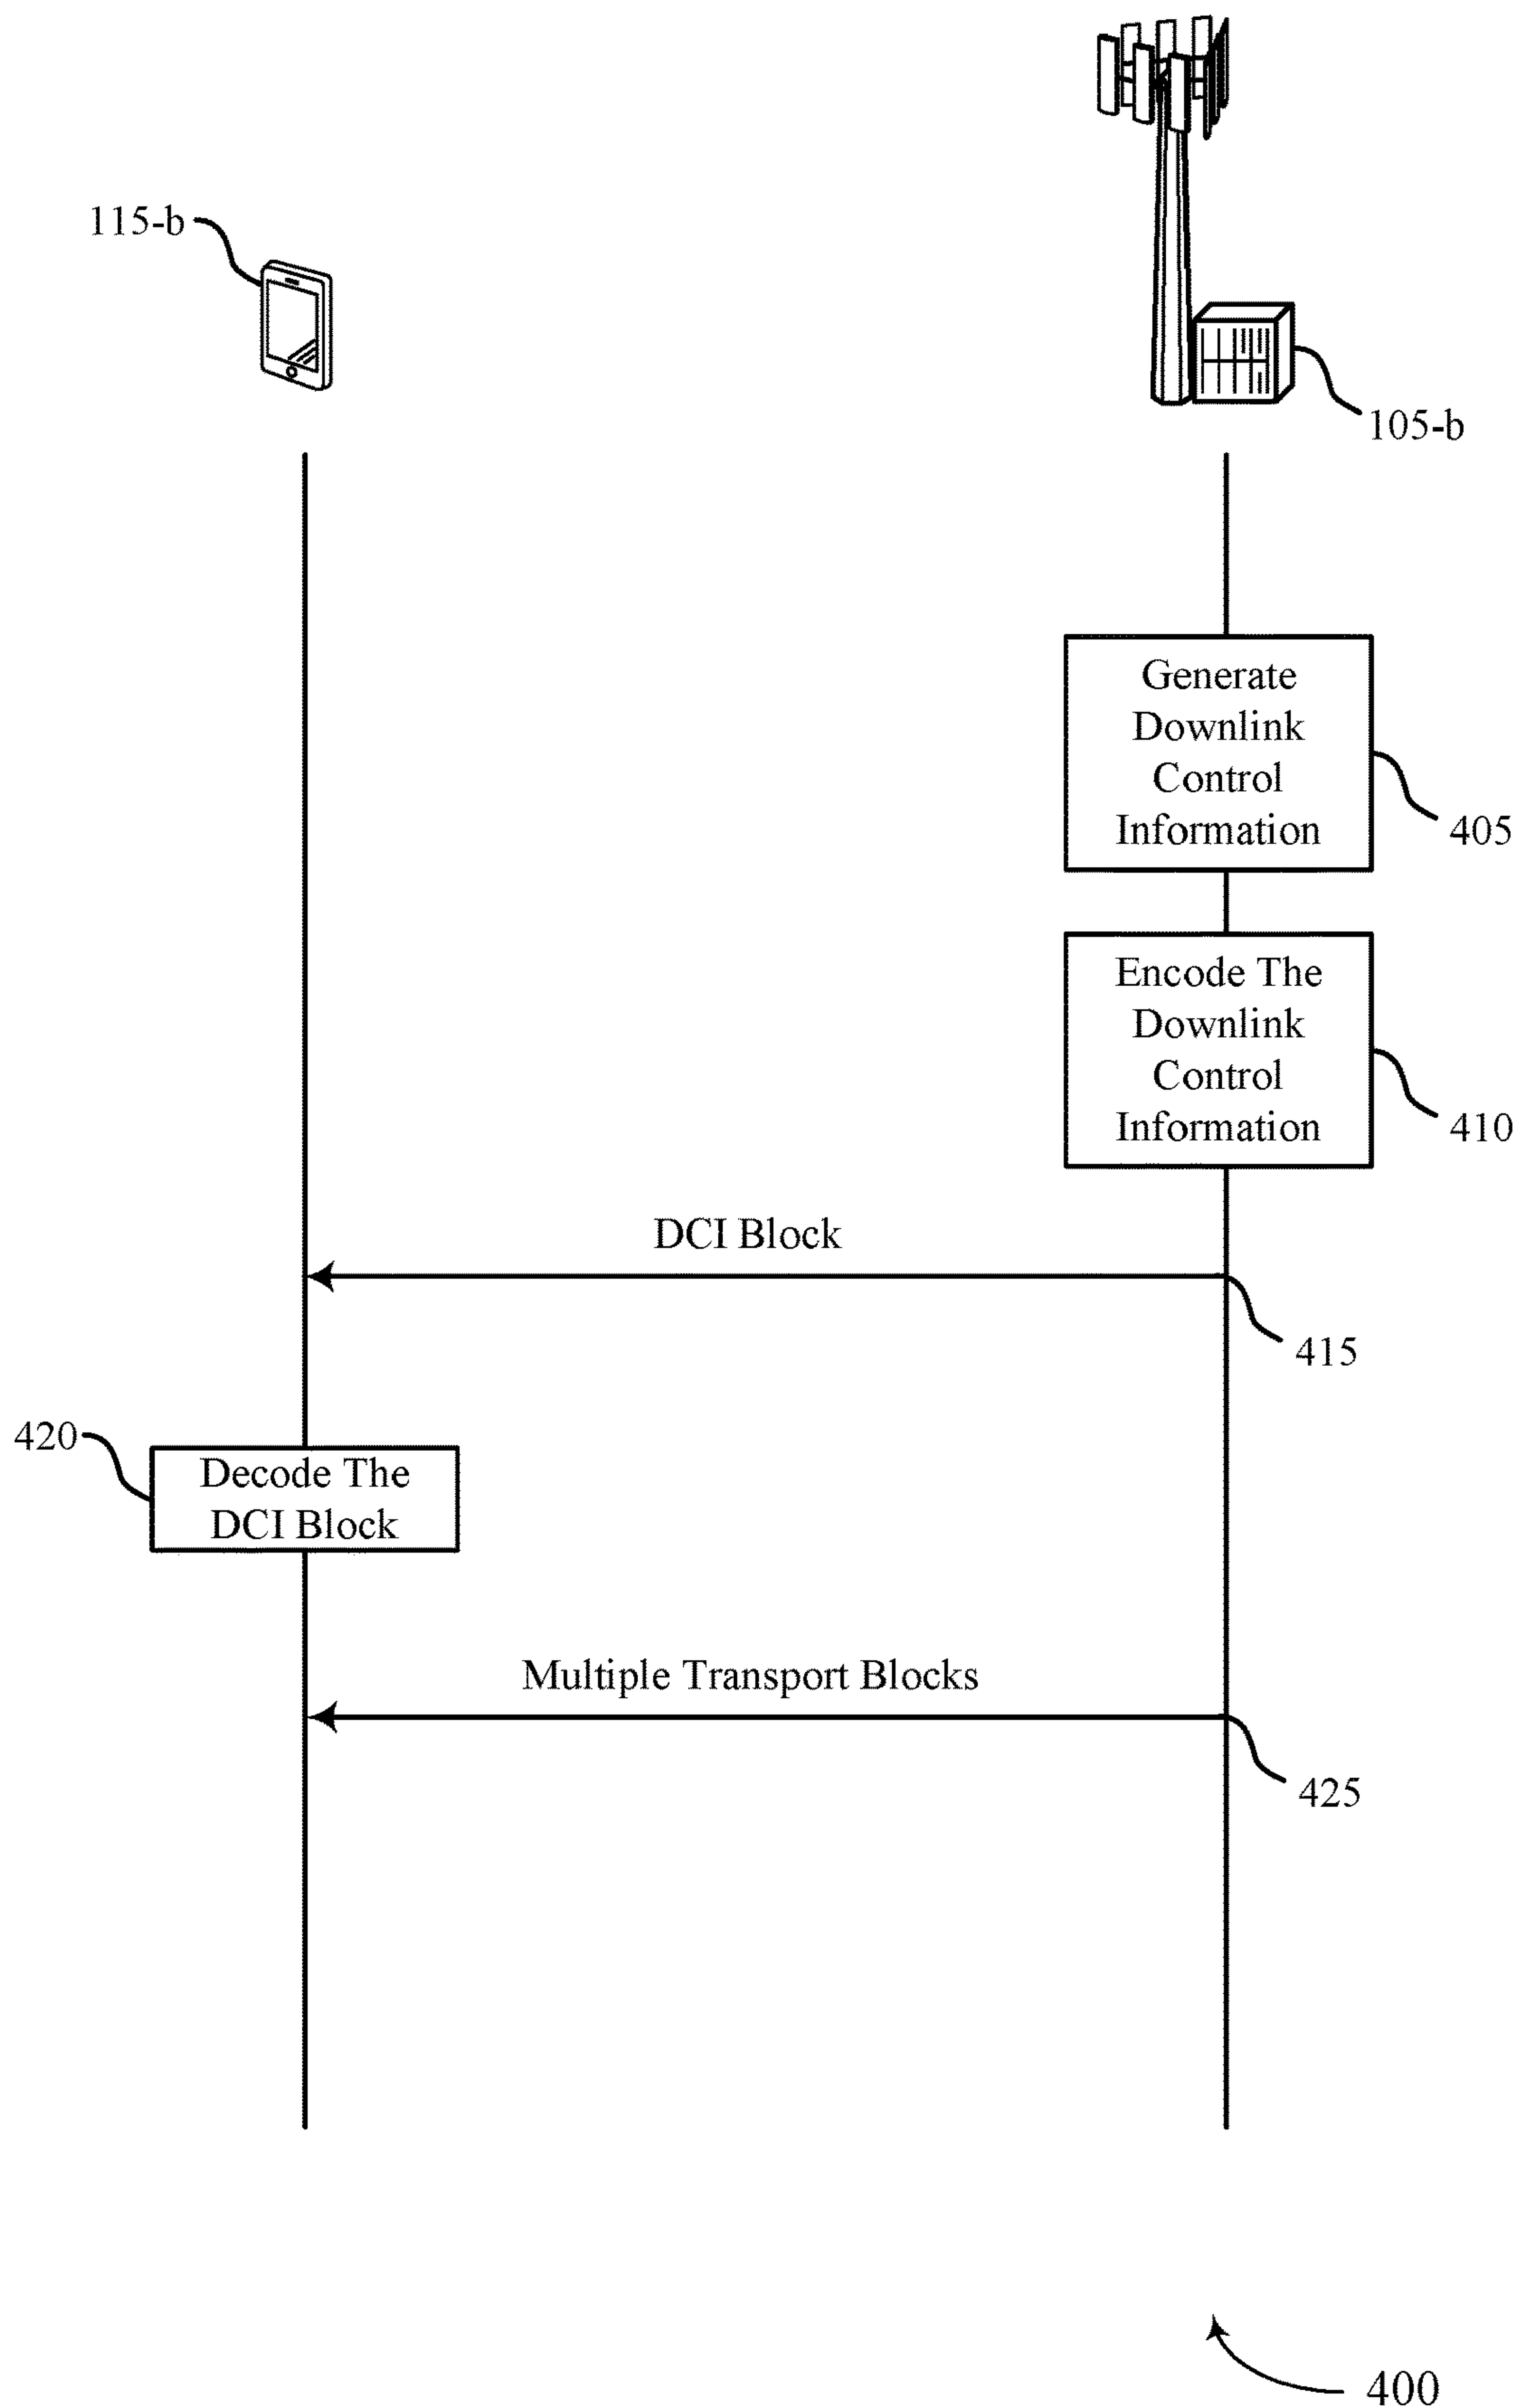 115-b
105-b
Generate
Downlink
Control
Information
405
Encode The
Downlink
Control
Information
410
DCI Block
415
420
Decode The
DCI Block
Multiple Transport Blocks
425
400